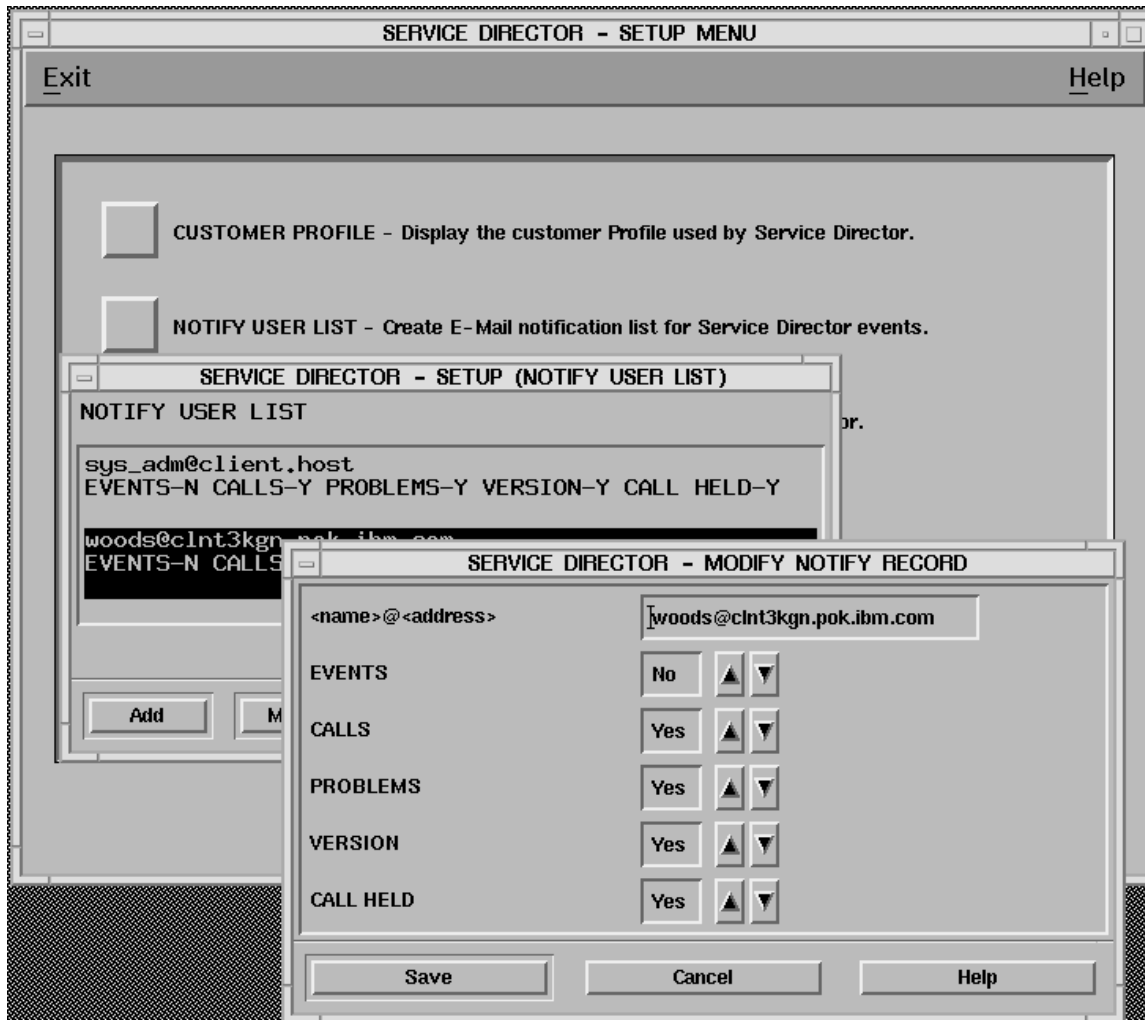 SERVICE DIRECTOR - SETUP MENU
Exit Help
CUSTOMER PROFILE - Display the customer Profile used by Service Director.
NOTIFY USER LIST - Create E-Mail notification list for Service Director events.
SERVICE DIRECTOR - SETUP (NOTIFY USER LIST)
NOTIFY USER LIST
or.
sys_adm@client.host
EVENTS-N CALLS-Y PROBLEMS-Y VERSION-Y CALL HELD-Y
woods@clnt3kgn.pok.ibm.com
EVENTS-N CALLS
Add M
SERVICE DIRECTOR - MODIFY NOTIFY RECORD
<name>@<address> woods@clnt3kgn.pok.ibm.com
EVENTS No
CALLS Yes
PROBLEMS Yes
VERSION Yes
CALL HELD Yes
Save Cancel Help